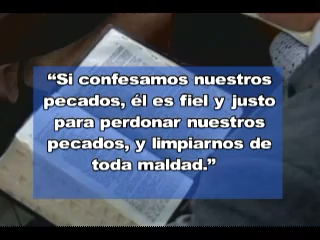 “Si confesamos nuestros
pecados, él es fiel y justo
para perdonar nuestros
pecados, y limpiarnos de
toda maldad.”